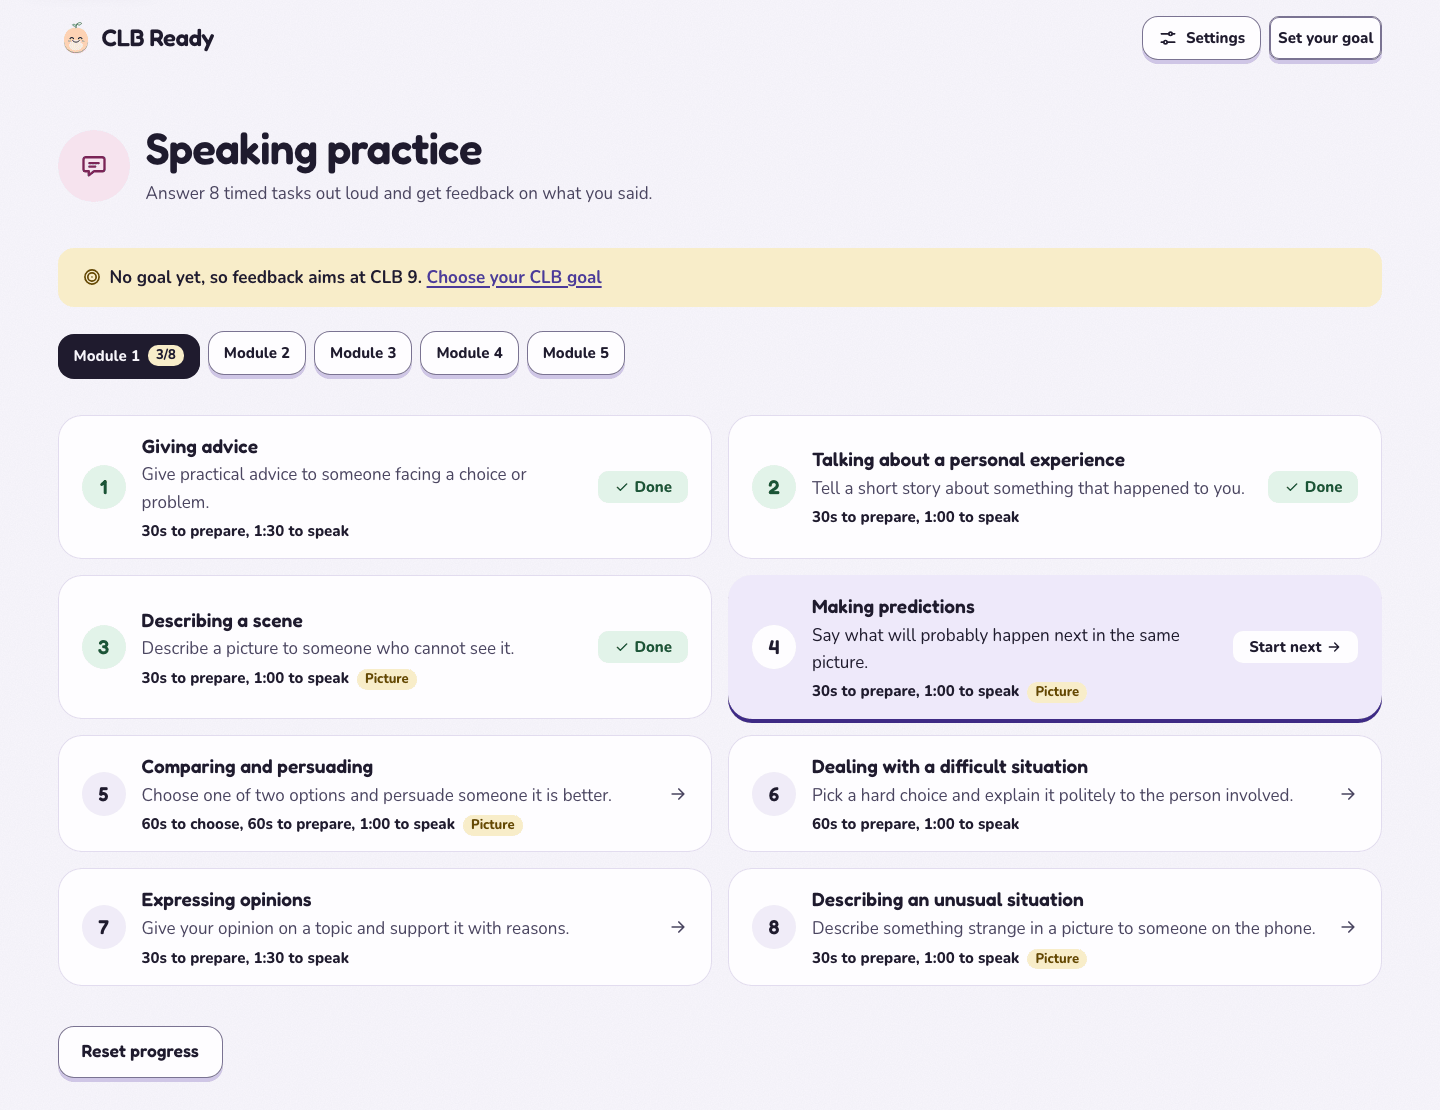 CLB Ready
Settings
Set your goal
Speaking practice
Answer 8 timed tasks out loud and get feedback on what you said.
No goal yet, so feedback aims at CLB 9. Choose your CLB goal
Module 1 3/8
Module 2
Module 3
Module 4
Module 5
1
Giving advice
Give practical advice to someone facing a choice or
problem.
30s to prepare, 1:30 to speak
Done
2
Talking about a personal experience
Tell a short story about something that happened to you.
30s to prepare, 1:00 to speak
Done
3
Describing a scene
Describe a picture to someone who cannot see it.
30s to prepare, 1:00 to speak Picture
Done
4
Making predictions
Say what will probably happen next in the same
picture.
30s to prepare, 1:00 to speak Picture
Start next →
5
Comparing and persuading
Choose one of two options and persuade someone it is better.
60s to choose, 60s to prepare, 1:00 to speak Picture
6
Dealing with a difficult situation
Pick a hard choice and explain it politely to the person involved.
60s to prepare, 1:00 to speak
7
Expressing opinions
Give your opinion on a topic and support it with reasons.
30s to prepare, 1:30 to speak
8
Describing an unusual situation
Describe something strange in a picture to someone on the phone.
30s to prepare, 1:00 to speak Picture
Reset progress